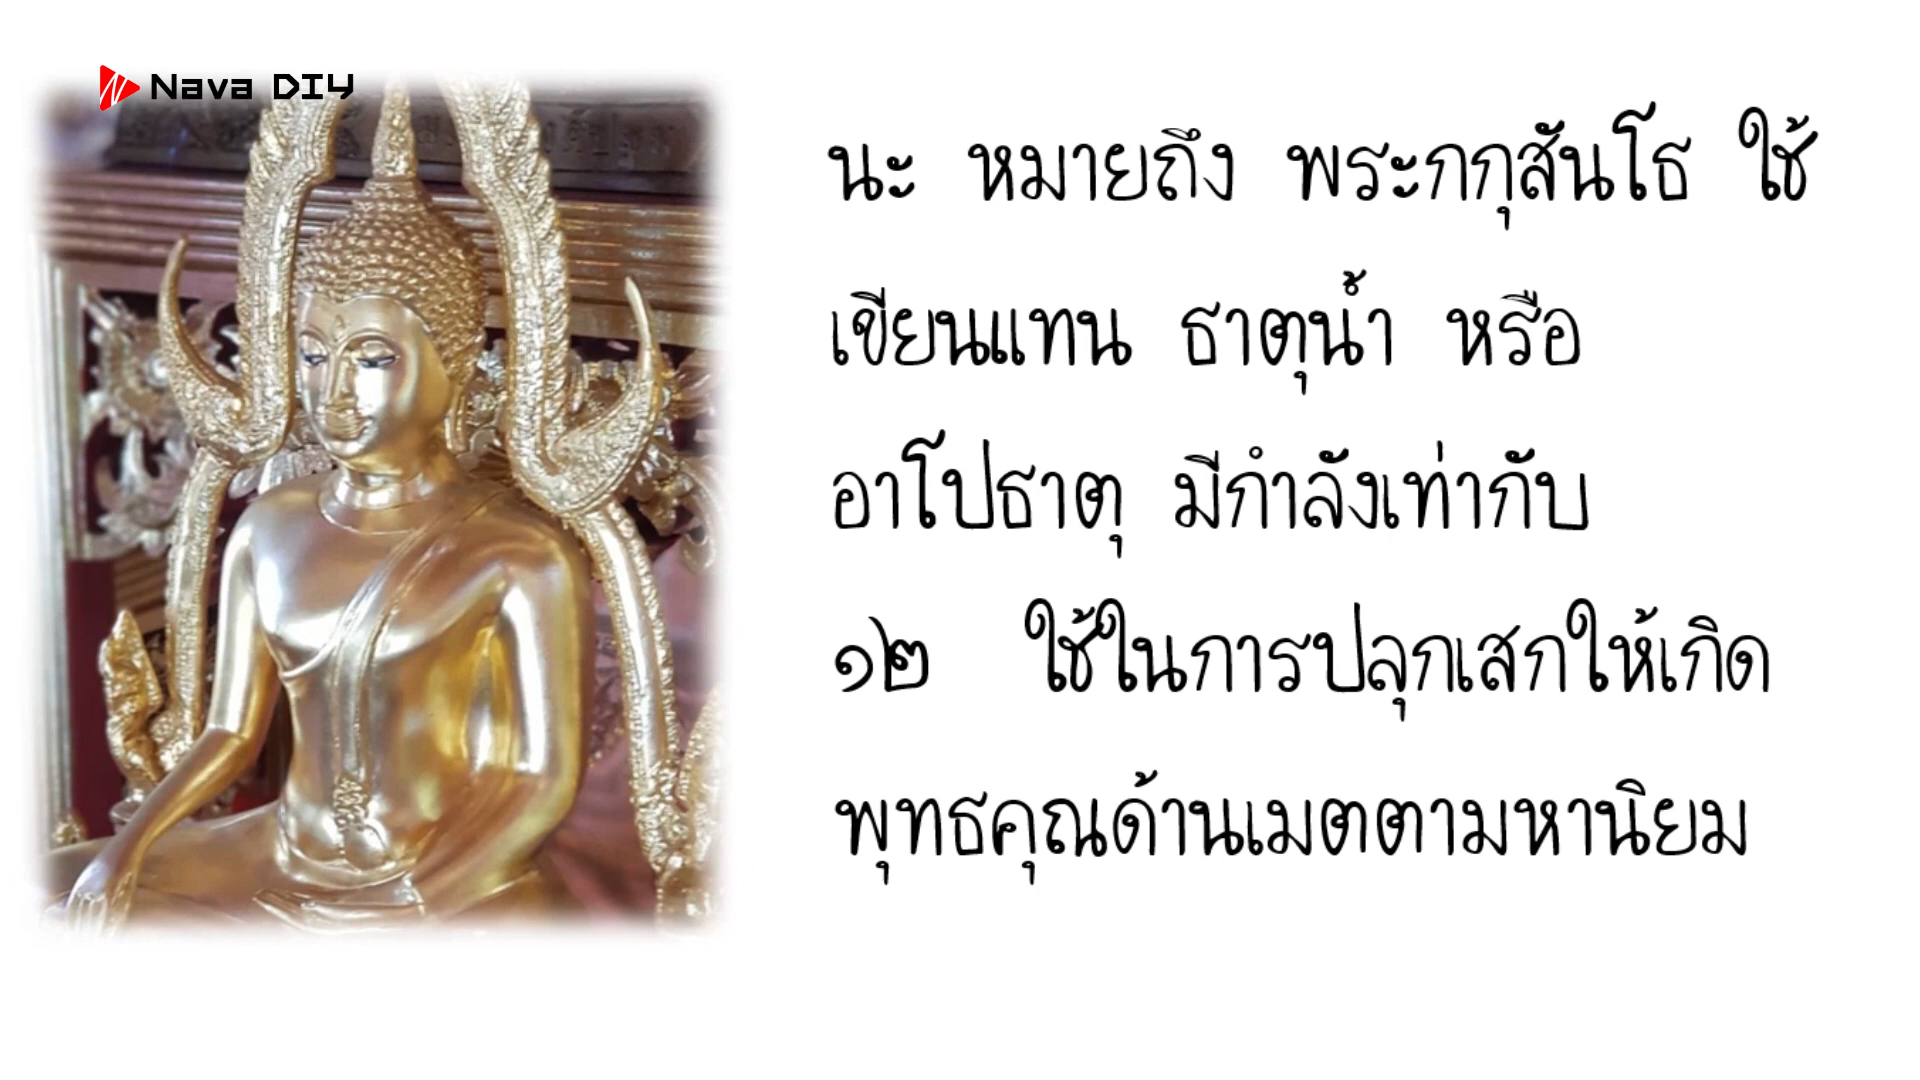 Nava DIY
นะ หมายถึง พระกกุสันโธ ใช้
เขียนแทน ธาตุน้ำ หรือ
อาโปธาตุ มีกำลังเท่ากับ
๑๒ ใช้ในการปลุกเสกให้เกิด
พุทธคุณด้านเมตตามหานิยม